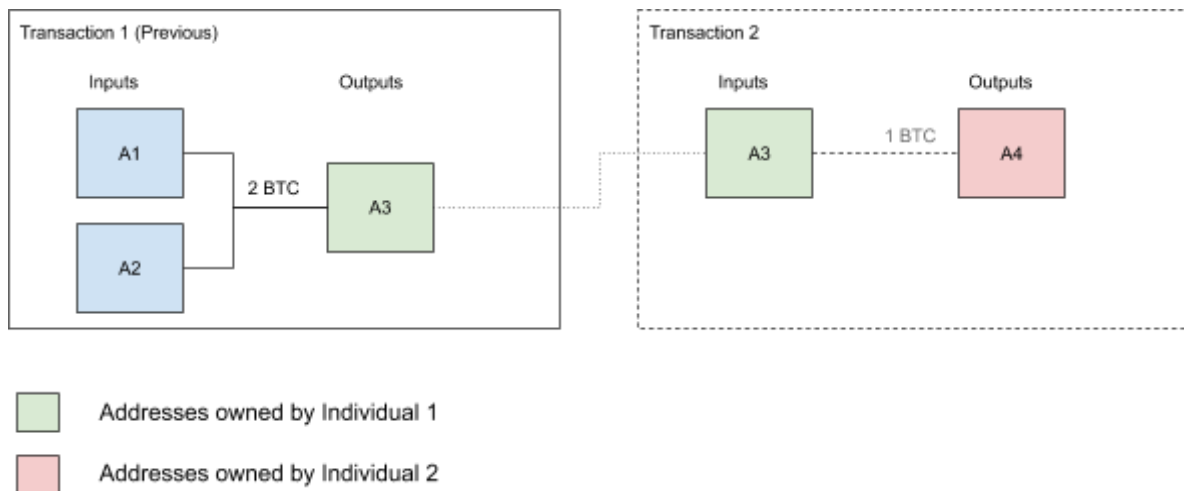 Transaction 1 (Previous)
Inputs
Outputs
A1
A2
2 BTC
A3
Transaction 2
Inputs
Outputs
A3
1 BTC
A4
Addresses owned by Individual 1
Addresses owned by Individual 2